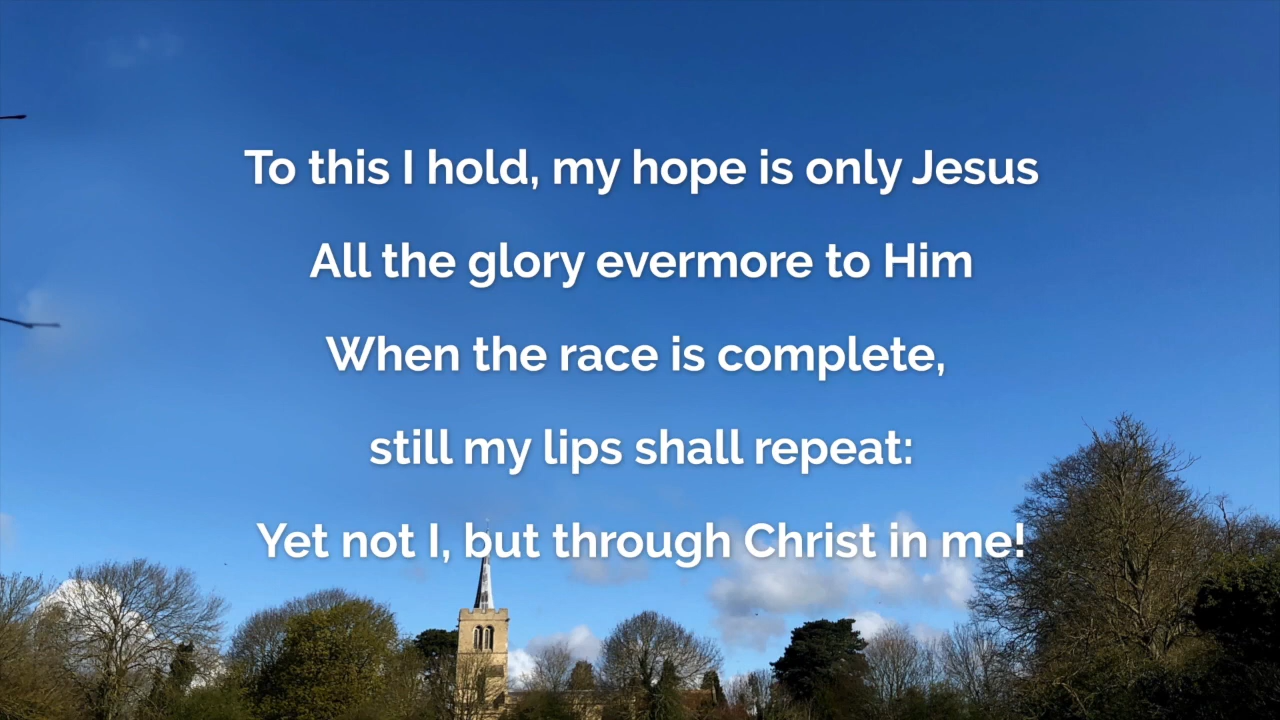 To this I hold, my hope is only Jesus
All the glory evermore to Him
When the race is complete,
still my lips shall repeat:
Yet not I, but through Christ in me!